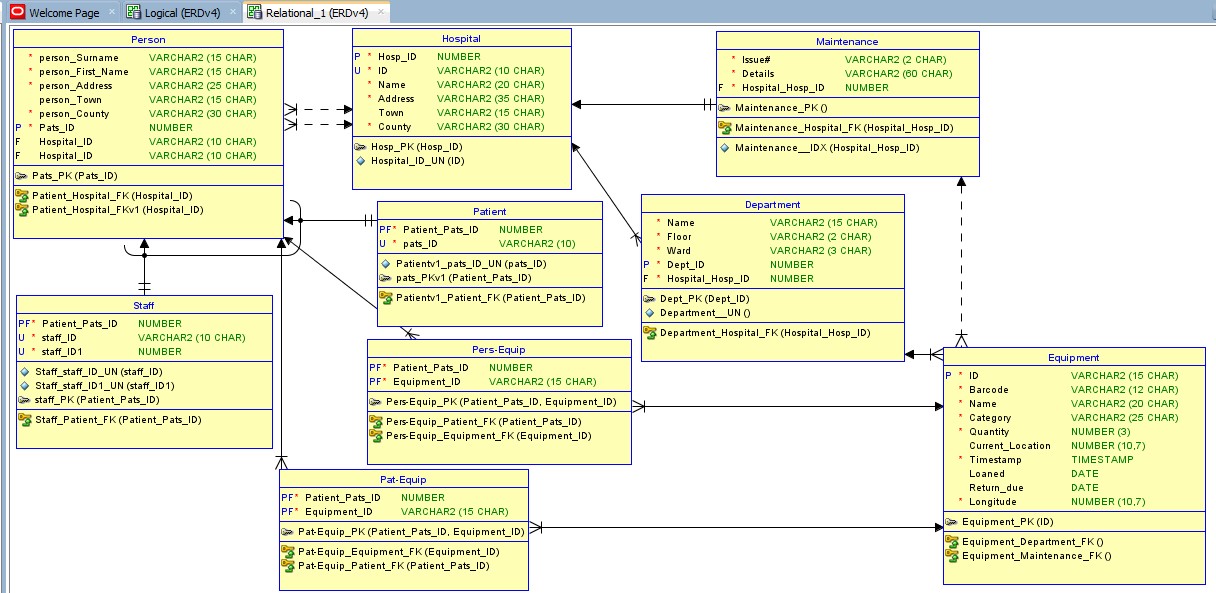 Welcome Page
Logical (ERDv4)
Relational_1 (ERDv4)
Person
* person_Surname VARCHAR2 (15 CHAR)
* person_First_Name VARCHAR2 (15 CHAR)
* person_Address VARCHAR2 (25 CHAR)
person_Town VARCHAR2 (15 CHAR)
* person_County VARCHAR2 (30 CHAR)
P * Pats_ID NUMBER
F Hospital_ID VARCHAR2 (10 CHAR)
F Hospital_ID VARCHAR2 (10 CHAR)
Pats_PK (Pats_ID)
Patient_Hospital_FK (Hospital_ID)
Patient_Hospital_FKv1 (Hospital_ID)
Hospital
P * Hosp_ID NUMBER
U * ID VARCHAR2 (10 CHAR)
* Name VARCHAR2 (20 CHAR)
* Address VARCHAR2 (35 CHAR)
Town VARCHAR2 (15 CHAR)
* County VARCHAR2 (30 CHAR)
Hosp_PK (Hosp_ID)
Hospital_ID_UN (ID)
Maintenance
* Issue# VARCHAR2 (2 CHAR)
* Details VARCHAR2 (60 CHAR)
F * Hospital_Hosp_ID NUMBER
Maintenance_PK ()
Maintenance_Hospital_FK (Hospital_Hosp_ID)
Maintenance__IDX (Hospital_Hosp_ID)
Patient
PF* Patient_Pats_ID NUMBER
U * pats_ID VARCHAR2 (10)
Patientv1_pats_ID_UN (pats_ID)
pats_PKv1 (Patient_Pats_ID)
Patientv1_Patient_FK (Patient_Pats_ID)
Department
* Name VARCHAR2 (15 CHAR)
* Floor VARCHAR2 (2 CHAR)
* Ward VARCHAR2 (3 CHAR)
P * Dept_ID NUMBER
F * Hospital_Hosp_ID NUMBER
Dept_PK (Dept_ID)
Department__UN ()
Department_Hospital_FK (Hospital_Hosp_ID)
Staff
PF* Patient_Pats_ID NUMBER
U * staff_ID VARCHAR2 (10 CHAR)
U * staff_ID1 NUMBER
Staff_staff_ID_UN (staff_ID)
Staff_staff_ID1_UN (staff_ID1)
staff_PK (Patient_Pats_ID)
Staff_Patient_FK (Patient_Pats_ID)
Pers-Equip
PF* Patient_Pats_ID NUMBER
PF* Equipment_ID VARCHAR2 (15 CHAR)
Pers-Equip_PK (Patient_Pats_ID, Equipment_ID)
Pers-Equip_Patient_FK (Patient_Pats_ID)
Pers-Equip_Equipment_FK (Equipment_ID)
Equipment
P * ID VARCHAR2 (15 CHAR)
* Barcode VARCHAR2 (12 CHAR)
* Name VARCHAR2 (20 CHAR)
* Category VARCHAR2 (25 CHAR)
* Quantity NUMBER (3)
Current_Location NUMBER (10,7)
* Timestamp TIMESTAMP
Loaned DATE
Return_due DATE
* Longitude NUMBER (10,7)
Equipment_PK (ID)
Equipment_Department_FK ()
Equipment_Maintenance_FK ()
Pat-Equip
PF* Patient_Pats_ID NUMBER
PF* Equipment_ID VARCHAR2 (15 CHAR)
Pat-Equip_PK (Patient_Pats_ID, Equipment_ID)
Pat-Equip_Equipment_FK (Equipment_ID)
Pat-Equip_Patient_FK (Patient_Pats_ID)